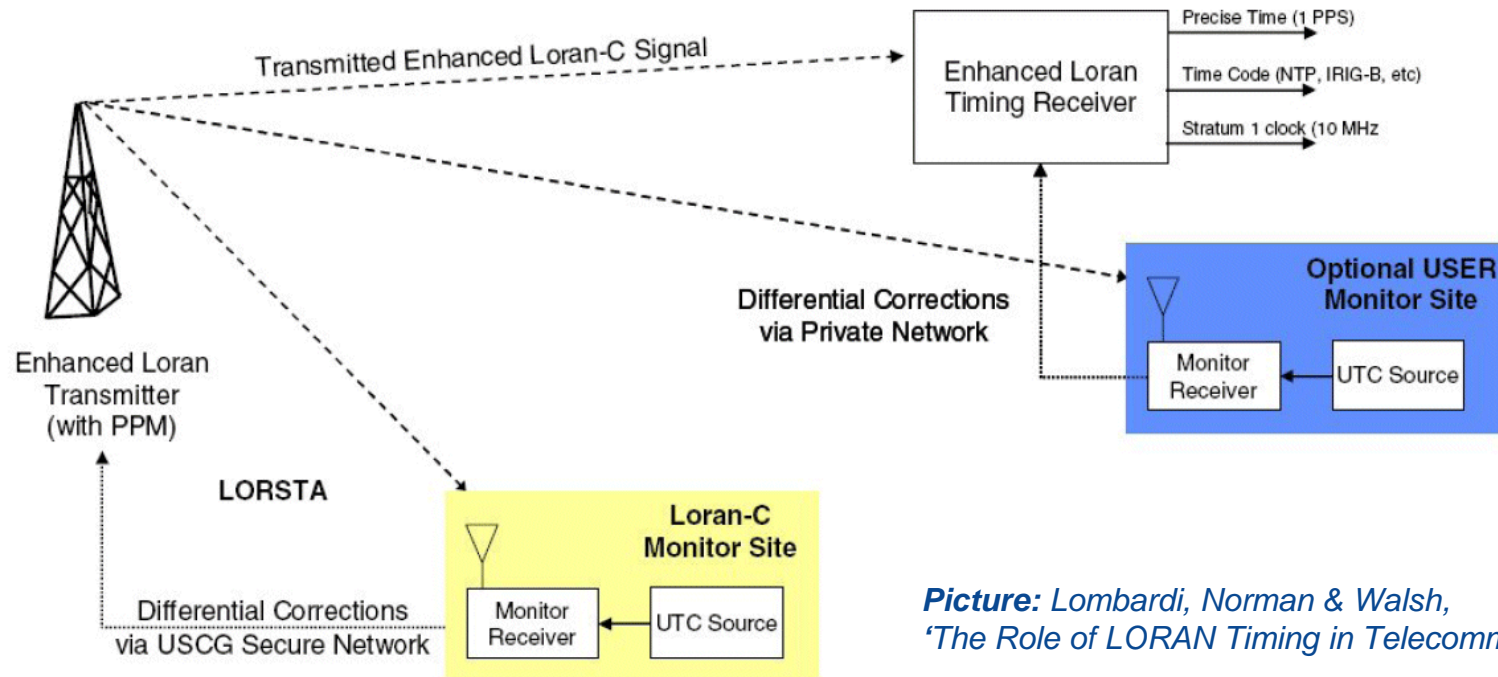 Transmitted Enhanced Loran-C Signal
Enhanced Loran
Timing Receiver
Precise Time (1 PPS)
Time Code (NTP, IRIG-B, etc)
Stratum 1 clock (10 MHz
Optional USER
Monitor Site
Differential Corrections
via Private Network
Monitor
Receiver
UTC Source
Enhanced Loran
Transmitter
(with PPM)
LORSTA
Loran-C
Monitor Site
Monitor
Receiver
UTC Source
Differential Corrections
via USCG Secure Network
Picture: Lombardi, Norman & Walsh,
‘The Role of LORAN Timing in Telecomm